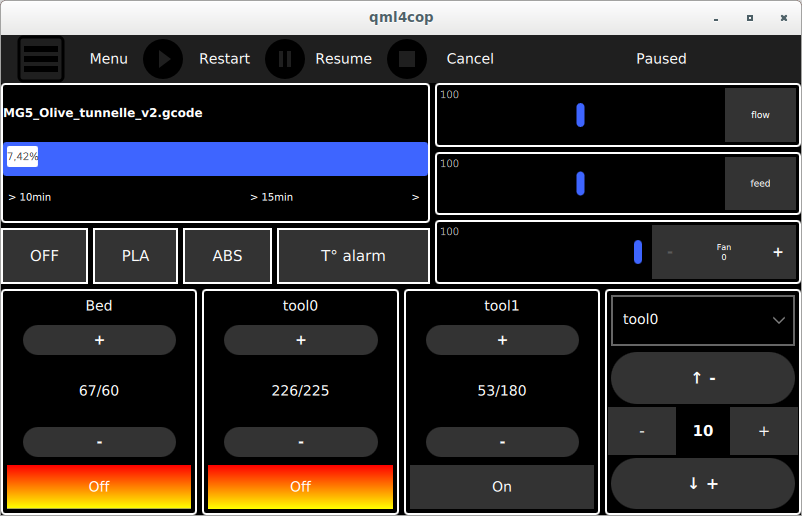 qml4cop
Menu Restart Resume Cancel Paused
MG5_Olive_tunnelle_v2.gcode
7,42%
> 10min > 15min >
100 flow
100 feed
100 - Fan 0 +
OFF PLA ABS T° alarm
Bed
+
67/60
-
Off
tool0
+
226/225
-
Off
tool1
+
53/180
-
On
tool0
↑ -
- 10 +
↓ +